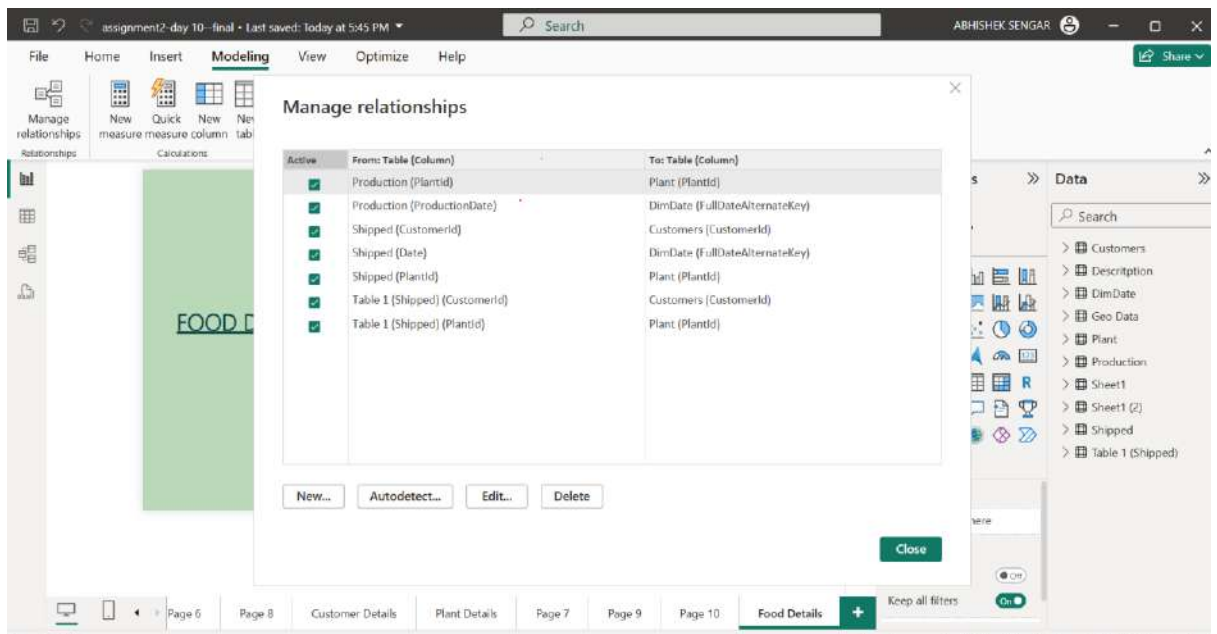 assignment2-day 10--final • Last saved: Today at 5:45 PM
Search
ABHISHEK SENGAR
File Home Insert Modeling View Optimize Help
Share
Manage relationships
New measure
Quick measure
New column
New tab
Relationships
Calculations
Manage relationships
Active From: Table (Column) To: Table (Column)
Production (PlantId) Plant (PlantId)
Production (ProductionDate) DimDate (FullDateAlternateKey)
Shipped (CustomerId) Customers (CustomerId)
Shipped (Date) DimDate (FullDateAlternateKey)
Shipped (PlantId) Plant (PlantId)
Table 1 (Shipped) (CustomerId) Customers (CustomerId)
Table 1 (Shipped) (PlantId) Plant (PlantId)
New... Autodetect... Edit... Delete
Close
FOOD D
s
Data
Search
Customers
Descritption
DimDate
Geo Data
Plant
Production
Sheet1
Sheet1 (2)
Shipped
Table 1 (Shipped)
R
here
Off
Keep all filters
On
Page 6 Page 8 Customer Details Plant Details Page 7 Page 9 Page 10 Food Details